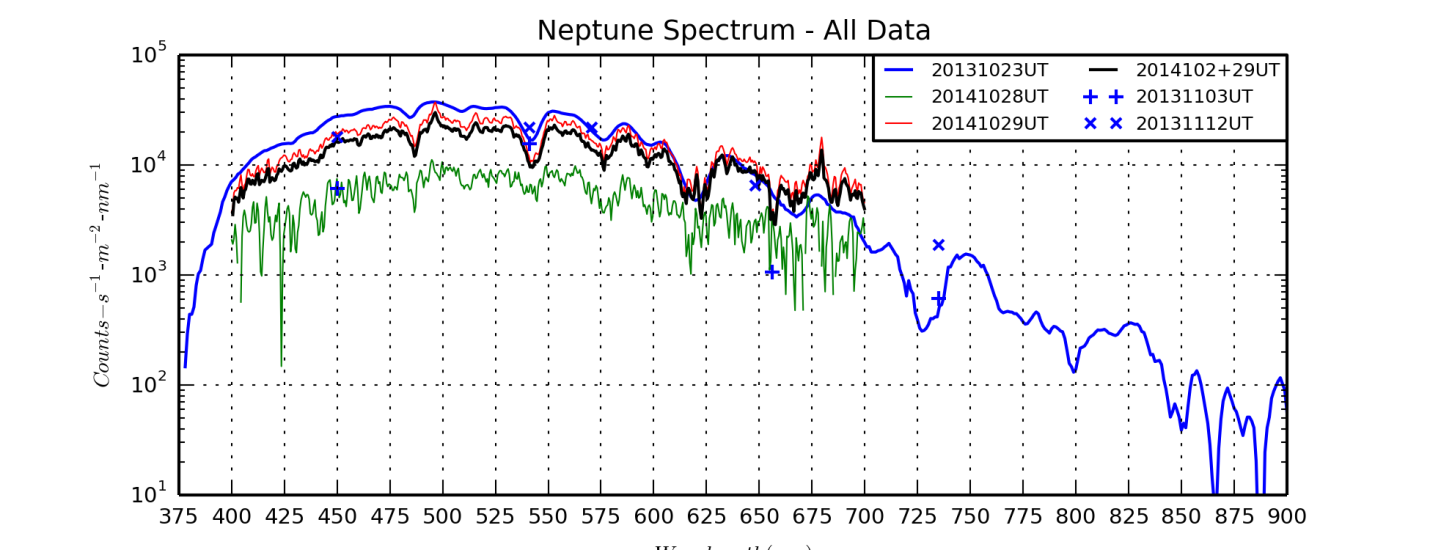 Neptune Spectrum - All Data
10^5
10^4
10^3
10^2
10^1
Counts-s^-1-m^-2-nm^-1
20131023UT
20141028UT
20141029UT
2014102+29UT
20131103UT
20131112UT
375 400 425 450 475 500 525 550 575 600 625 650 675 700 725 750 775 800 825 850 875 900